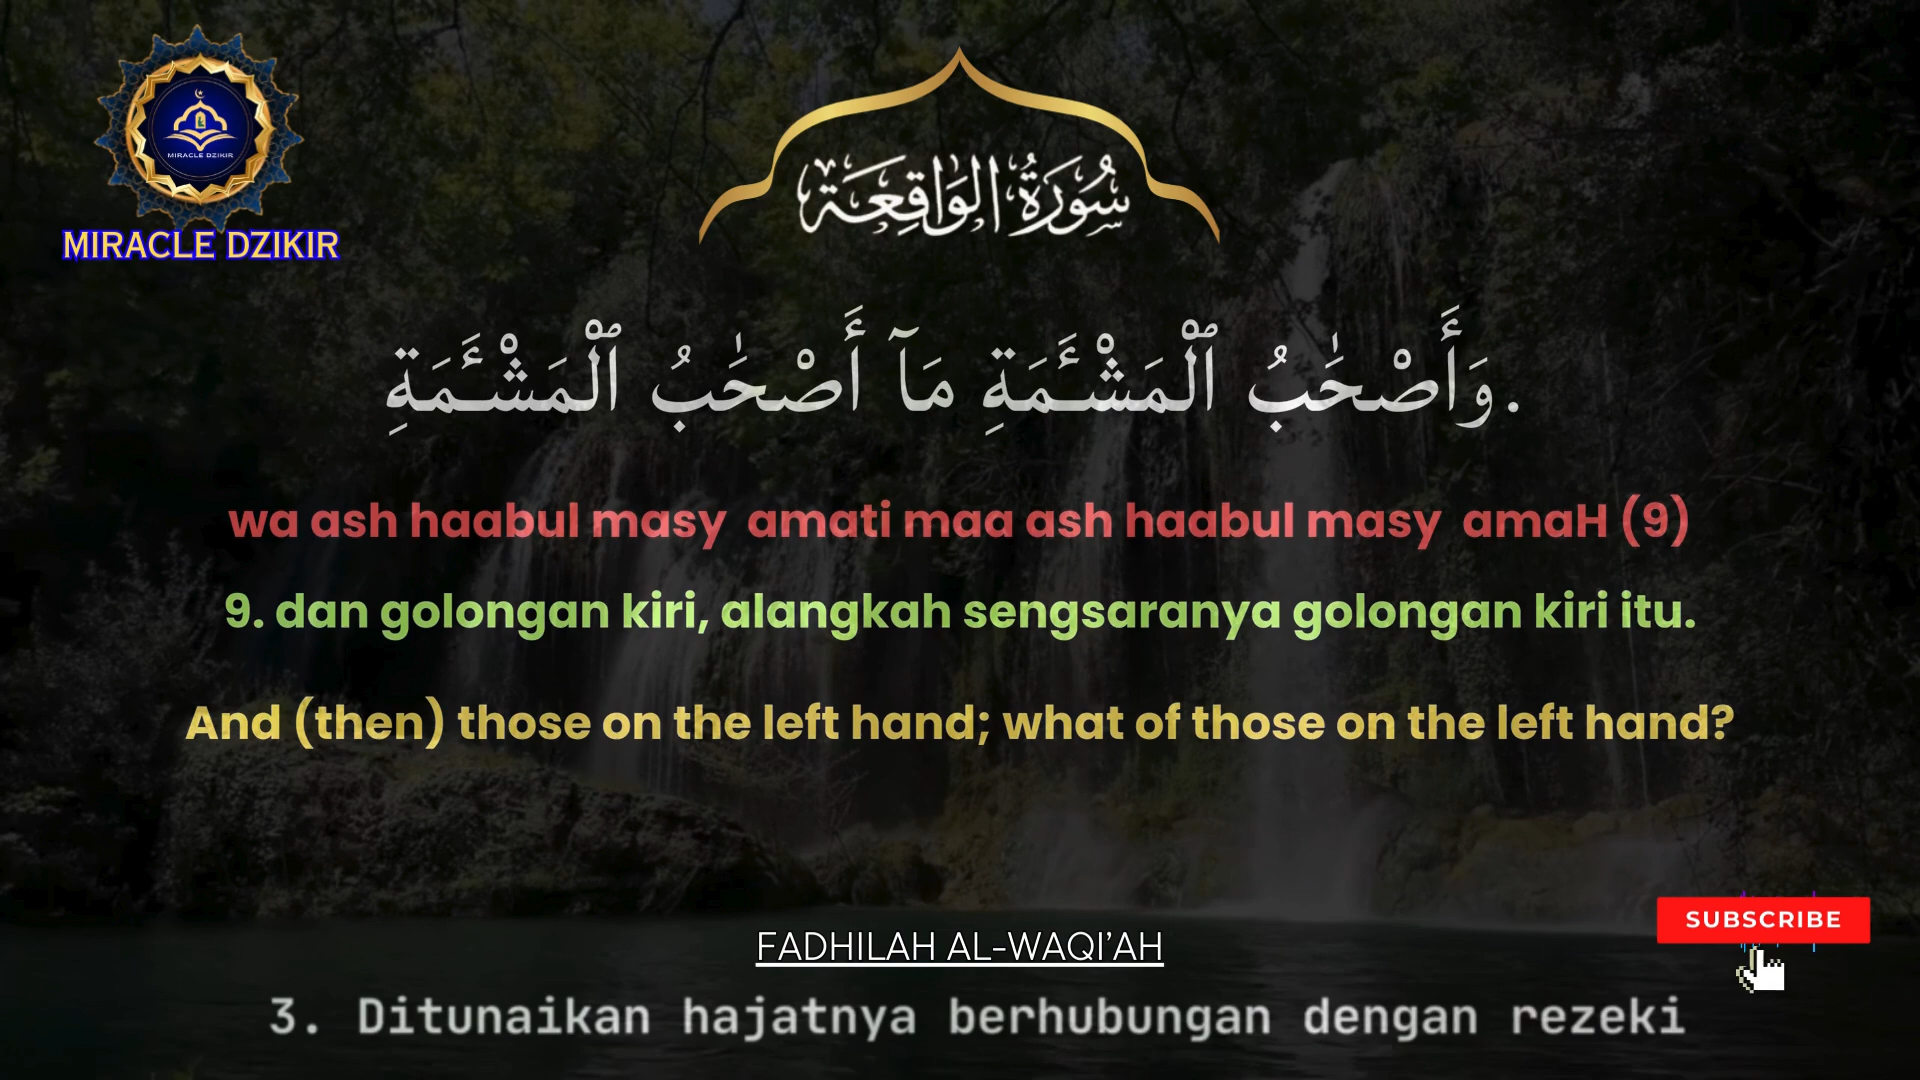 MIRACLE DZIKIR
MIRACLE DZIKIR
سُورَةُ الوَاقِعَة
.وَأَصْحَٰبُ ٱلْمَشْـَٔمَةِ مَآ أَصْحَٰبُ ٱلْمَشْـَٔمَةِ
wa ash haabul masy  amati maa ash haabul masy  amaH (9)
9. dan golongan kiri, alangkah sengsaranya golongan kiri itu.
And (then) those on the left hand; what of those on the left hand?
SUBSCRIBE
FADHILAH AL-WAQI'AH
3. Ditunaikan hajatnya berhubungan dengan rezeki